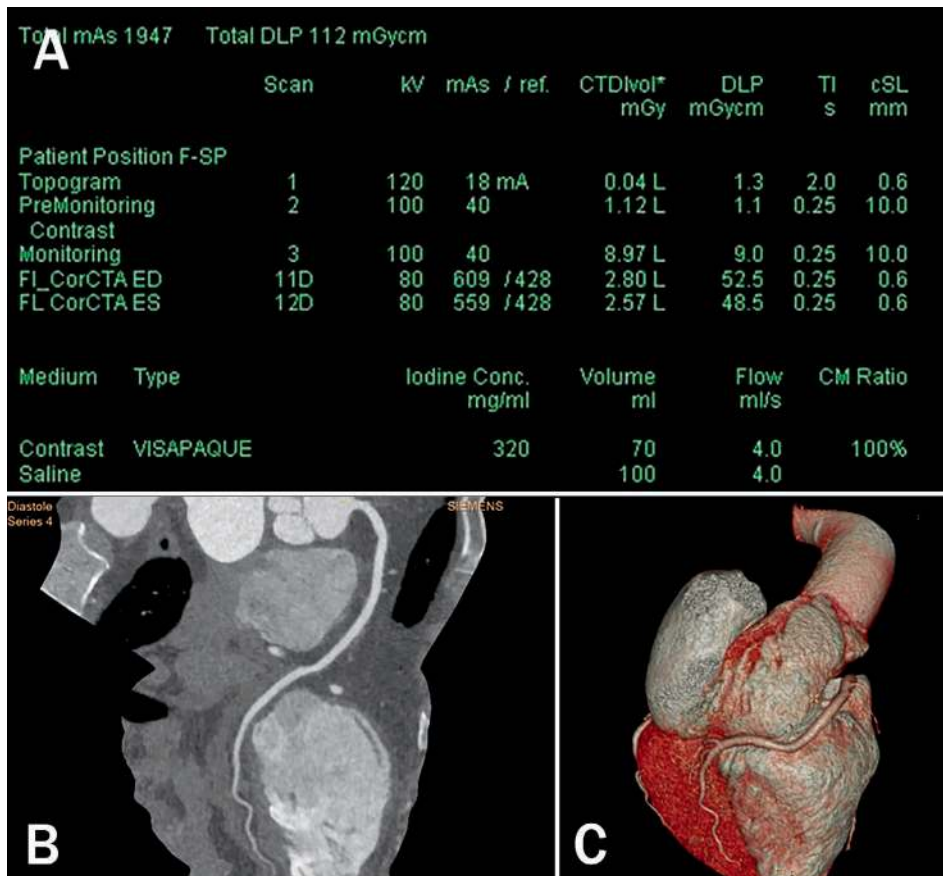 Total mAs 1947 Total DLP 112 mGycm
A
Scan KV mAs / ref. CTDIvol* DLP TI cSL
mGy mGycm s mm
Patient Position F-SP
Topogram 1 120 18 mA 0.04 L 1.3 2.0 0.6
PreMonitoring 2 100 40 1.12 L 1.1 0.25 10.0
Contrast
Monitoring 3 100 40 8.97 L 9.0 0.25 10.0
Fl_CorCTA ED 11D 80 609 / 428 2.80 L 52.5 0.25 0.6
FL CorCTA ES 12D 80 559 / 428 2.57 L 48.5 0.25 0.6
Medium Type Iodine Conc. Volume Flow CM Ratio
mg/ml ml ml/s
Contrast VISAPAQUE 320 70 4.0 100%
Saline 100 4.0
Diastole SIEMENS
Series 4
B C